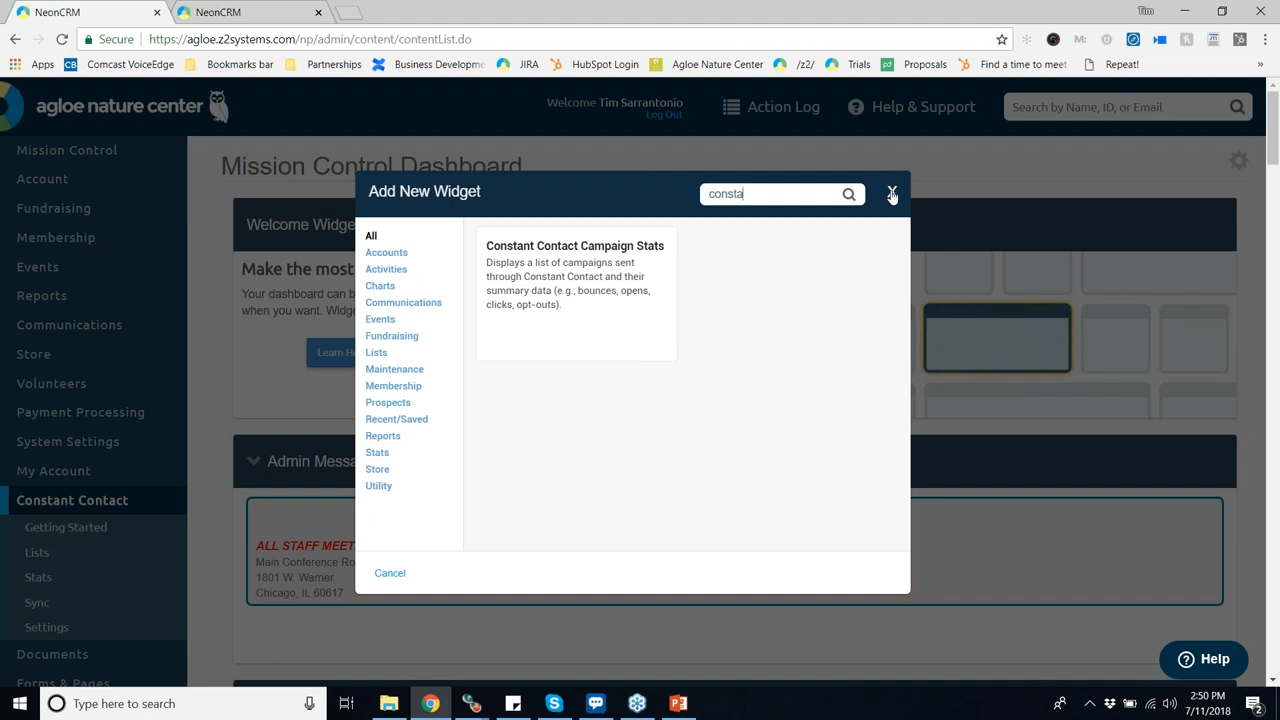 NeonCRM
NeonCRM
Tim
Secure
https://agloe.z2systems.com/np/admin/content/contentList.do
Apps
Comcast VoiceEdge
Bookmarks bar
Partnerships
Business Developme
JIRA
HubSpot Login
Agloe Nature Center
/z2/
Trials
Proposals
Find a time to meet
Repeat!
agloe nature center
Welcome Tim Sarrantonio
Log Out
Action Log
Help & Support
Search by Name, ID, or Email
Mission Control
Account
Fundraising
Membership
Events
Reports
Communications
Store
Volunteers
Payment Processing
System Settings
My Account
Constant Contact
Getting Started
Lists
Stats
Sync
Settings
Documents
Forms & Pages
Mission Control Dashboard
Welcome Widge
Make the most
Your dashboard can b
when you want. Widg
Learn H
Admin Messa
ALL STAFF MEET
Main Conference Ro
1801 W. Warner
Chicago, IL 60617
Add New Widget
consta
X
All
Accounts
Activities
Charts
Communications
Events
Fundraising
Lists
Maintenance
Membership
Prospects
Recent/Saved
Reports
Stats
Store
Utility
Constant Contact Campaign Stats
Displays a list of campaigns sent
through Constant Contact and their
summary data (e.g., bounces, opens,
clicks, opt-outs).
Cancel
Help
Type here to search
2:50 PM
7/11/2018
2